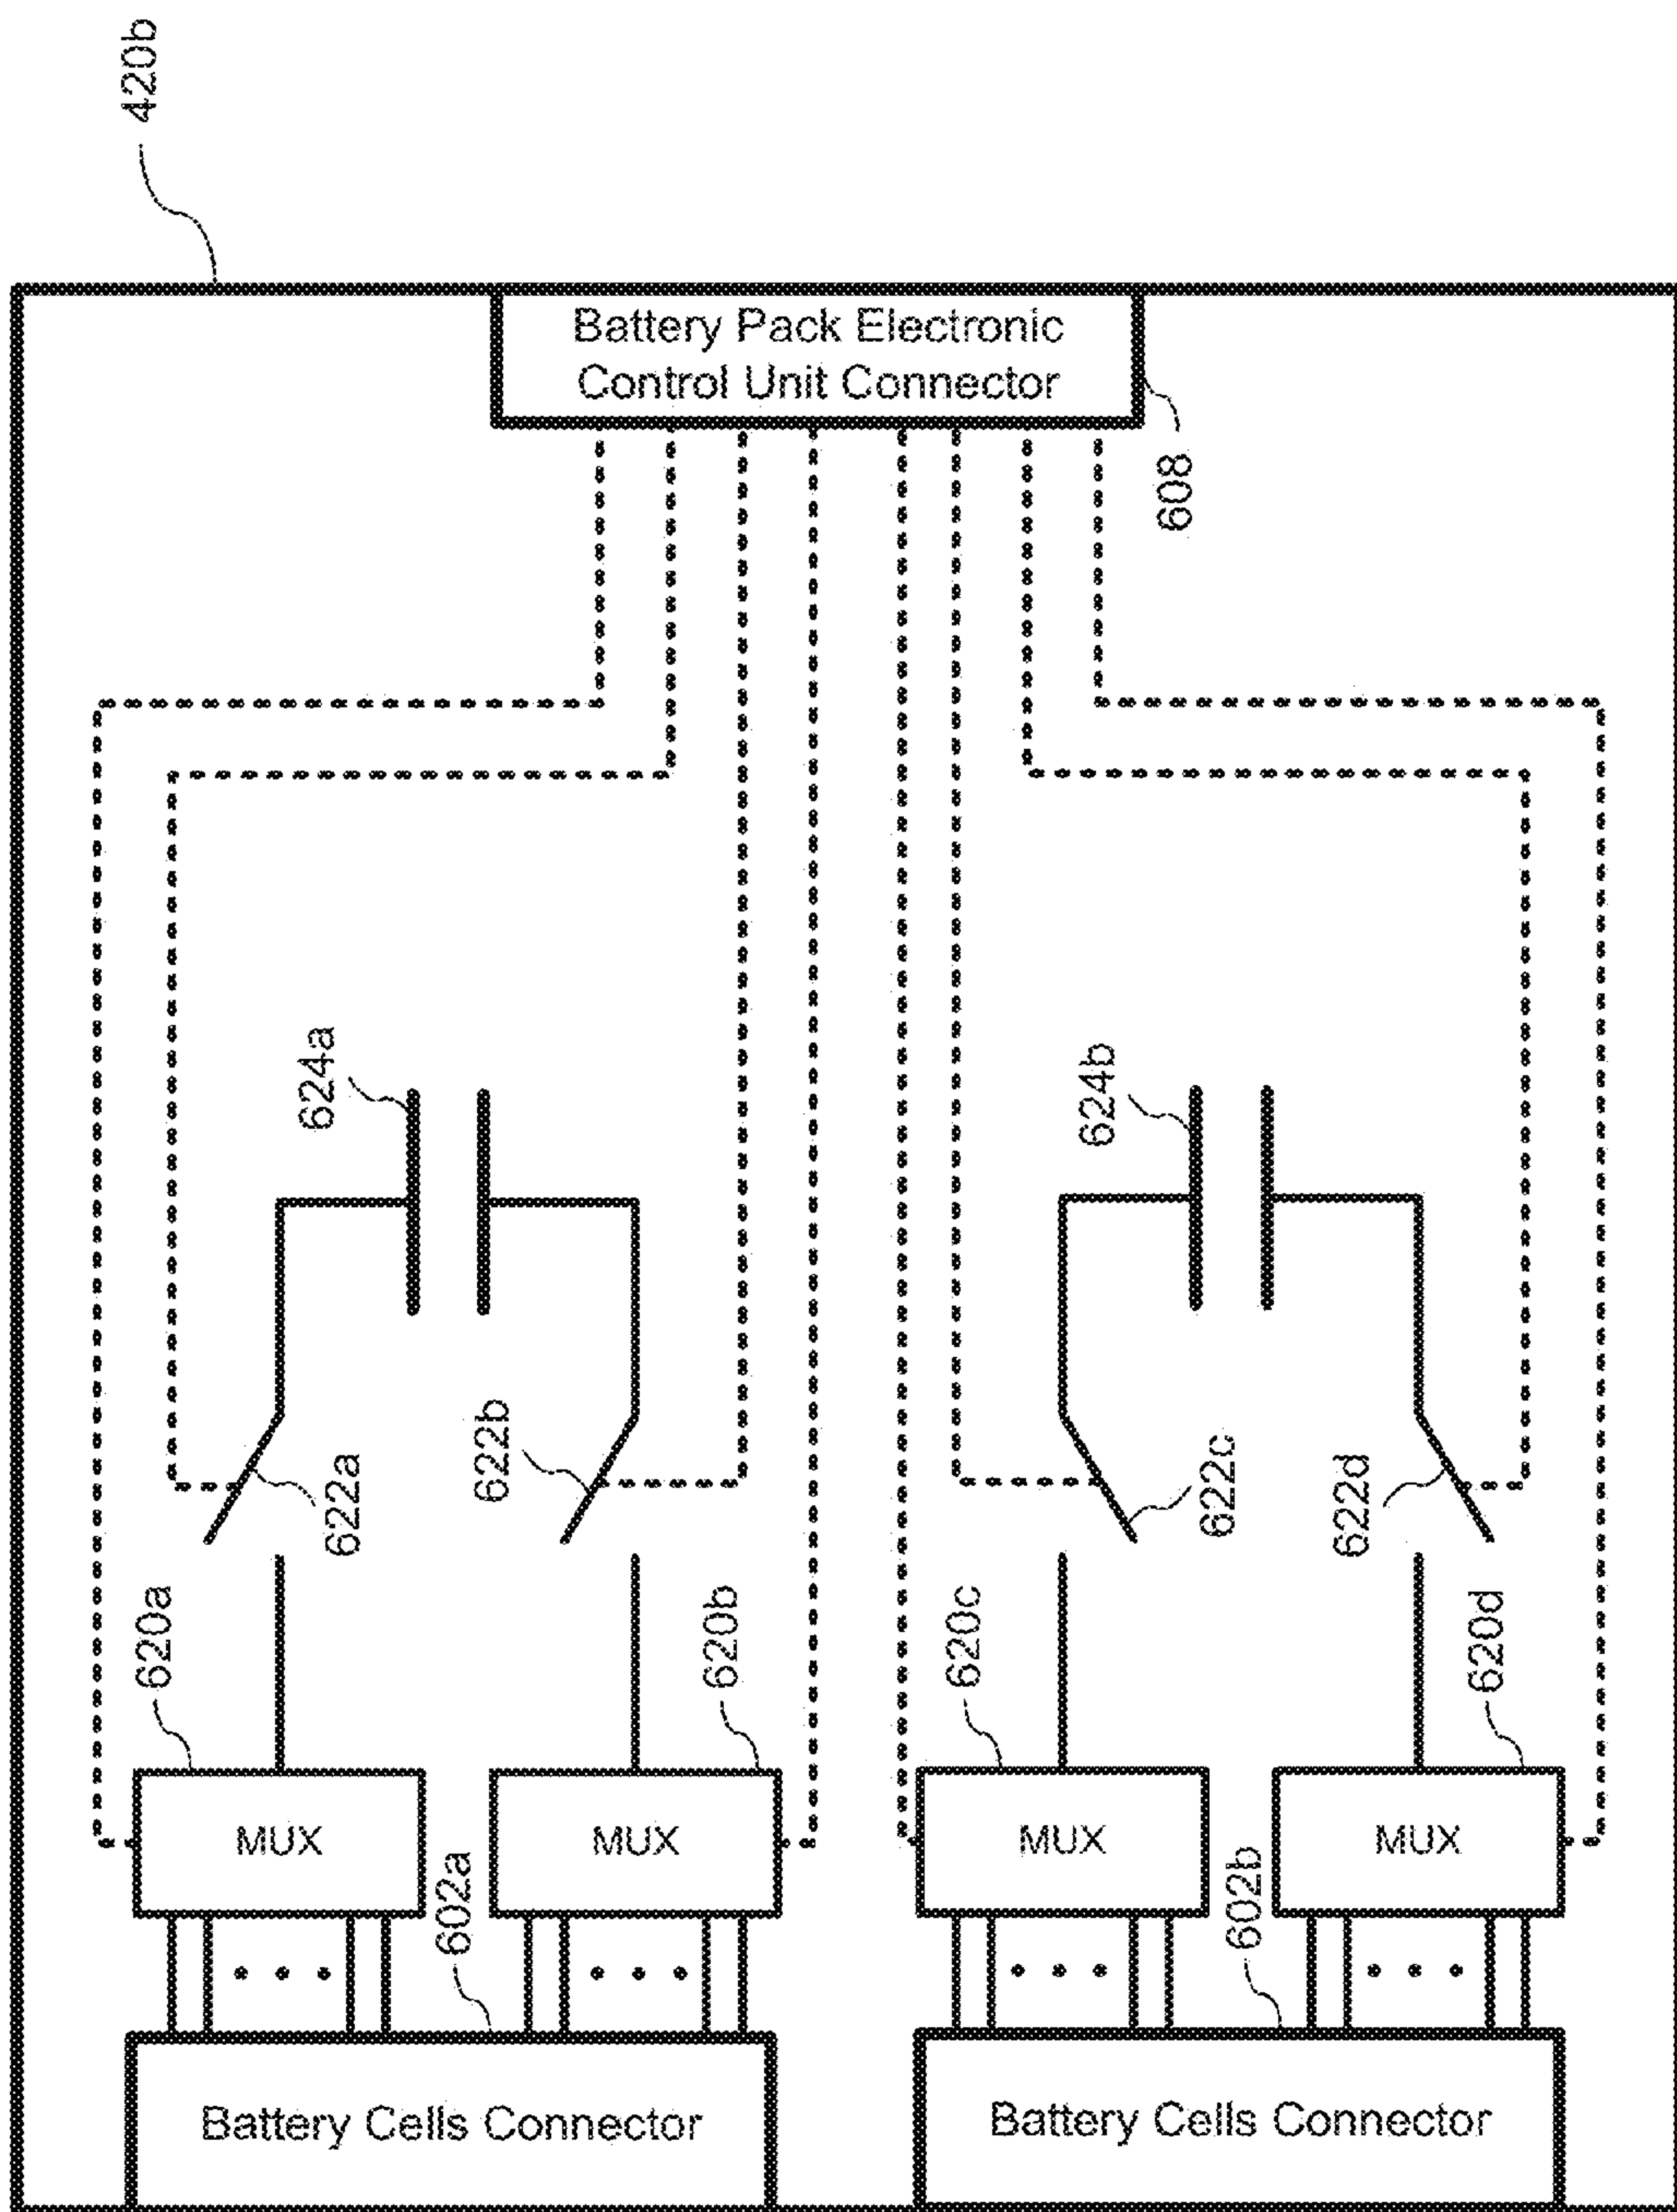 420b
Battery Pack Electronic
Control Unit Connector
608
624a
624b
622a
622b
622c
622d
620a
620b
620c
620d
MUX
MUX
MUX
MUX
602a
602b
Battery Cells Connector
Battery Cells Connector